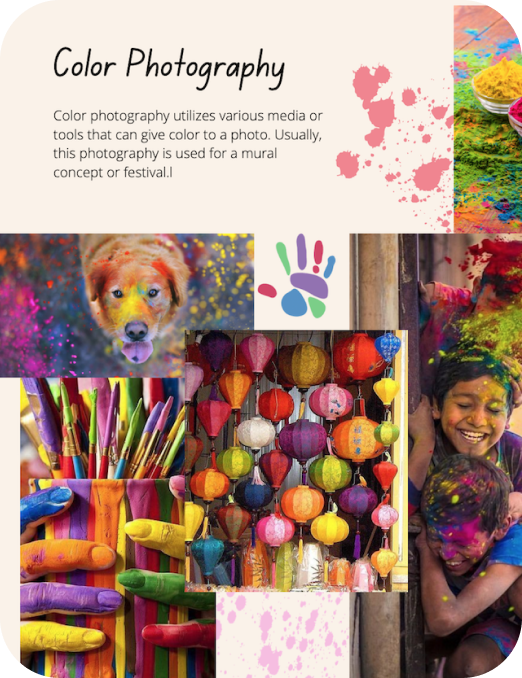 Color Photography
Color photography utilizes various media or
tools that can give color to a photo. Usually,
this photography is used for a mural
concept or festival.l